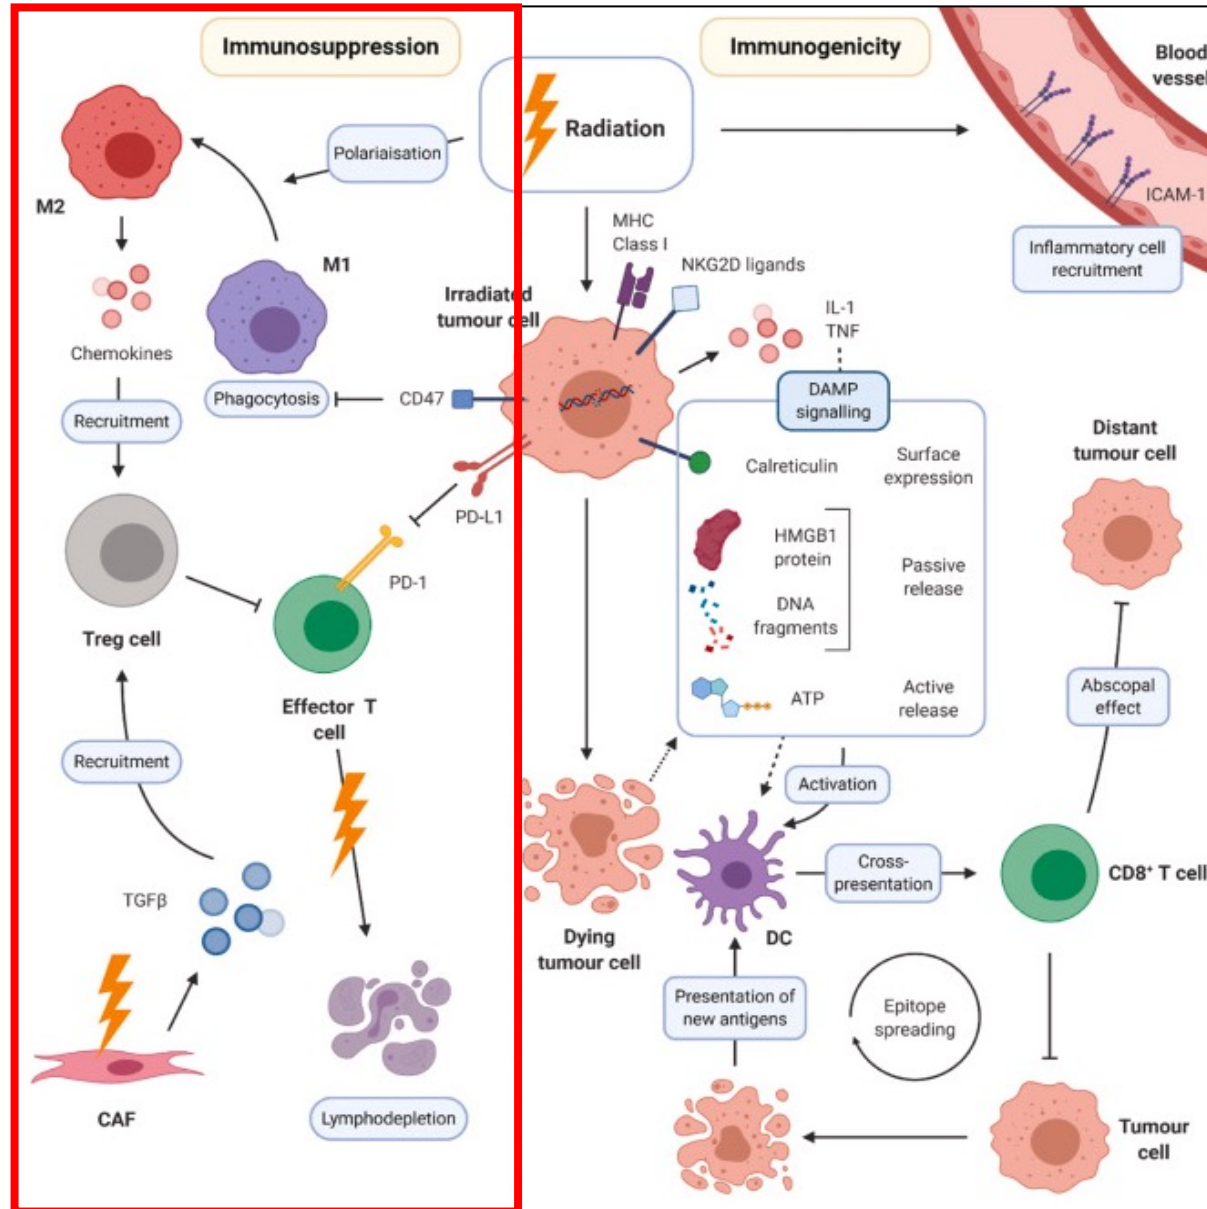 Immunosuppression
Immunogenicity
Blood
vessel
Radiation
Polariaisation
ICAM-1
M2
M1
MHC
Class I
NKG2D ligands
Inflammatory cell
recruitment
Irradiated
tumour cell
IL-1
TNF
Chemokines
Phagocytosis
CD47
DAMP
signalling
Recruitment
Distant
tumour cell
Calreticulin
Surface
expression
PD-L1
HMGB1
protein
PD-1
Passive
release
DNA
fragments
Treg cell
Effector T
cell
ATP
Active
release
Abscopal
effect
Recruitment
Activation
Cross-
presentation
CD8⁺ T cell
TGFβ
Dying
tumour cell
DC
Presentation of
new antigens
Epitope
spreading
CAF
Lymphodepletion
Tumour
cell